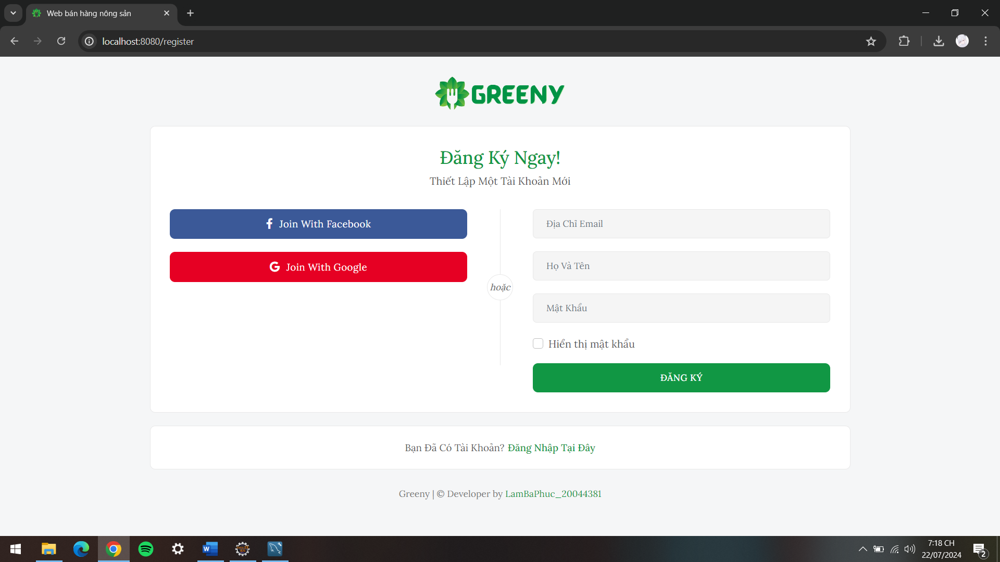 Web bán hàng nông sản
localhost:8080/register
GREENY
Đăng Ký Ngay!
Thiết Lập Một Tài Khoản Mới
Join With Facebook
Join With Google
hoặc
Địa Chỉ Email
Họ Và Tên
Mật Khẩu
Hiển thị mật khẩu
ĐĂNG KÝ
Bạn Đã Có Tài Khoản? Đăng Nhập Tại Đây
Greeny | © Developer by LamBaPhuc_20044381
7:18 CH
22/07/2024
2